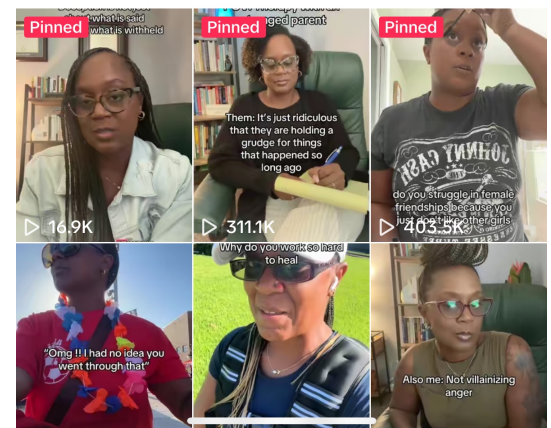 Pinned
what is said
what is withheld
16.9K
Pinned
nged parent
Them: It's just ridiculous
that they are holding a
grudge for things
that happened so
long ago
311.1K
Pinned
JOHNNY CASH
do you struggle in female
friendships because you
just don't like other girls
403.5K
"Omg !! I had no idea you
went through that"
Why do you work so hard
to heal
Also me: Not villainizing
anger